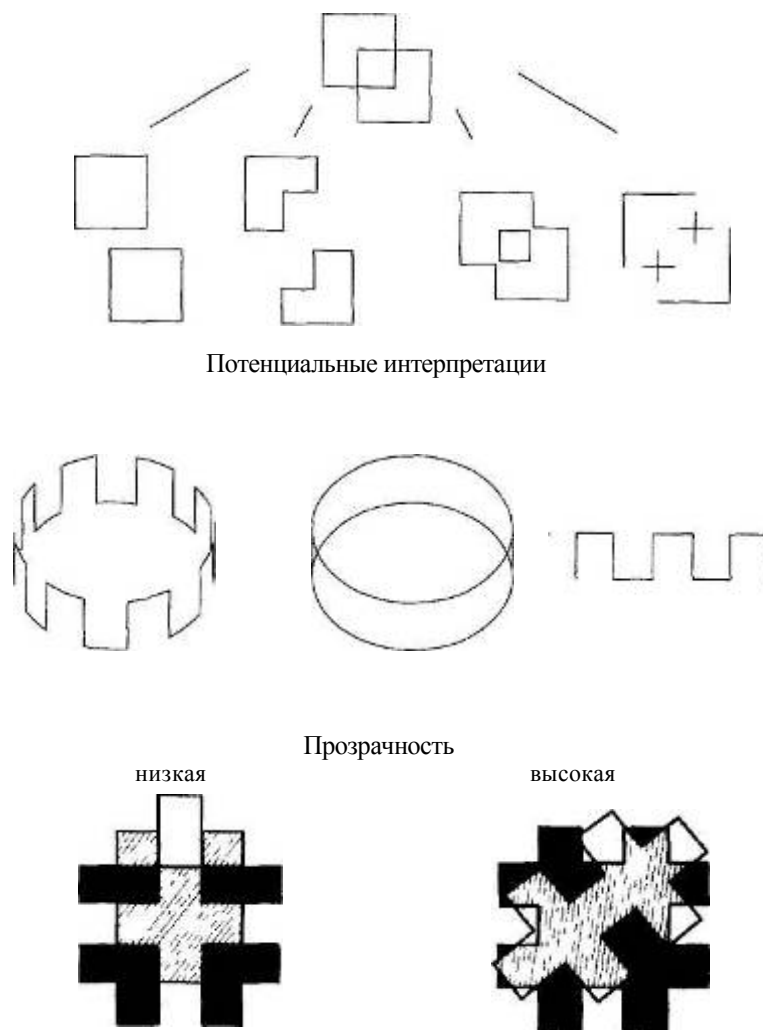 Потенциальные интерпретации
Прозрачность
низкая высокая